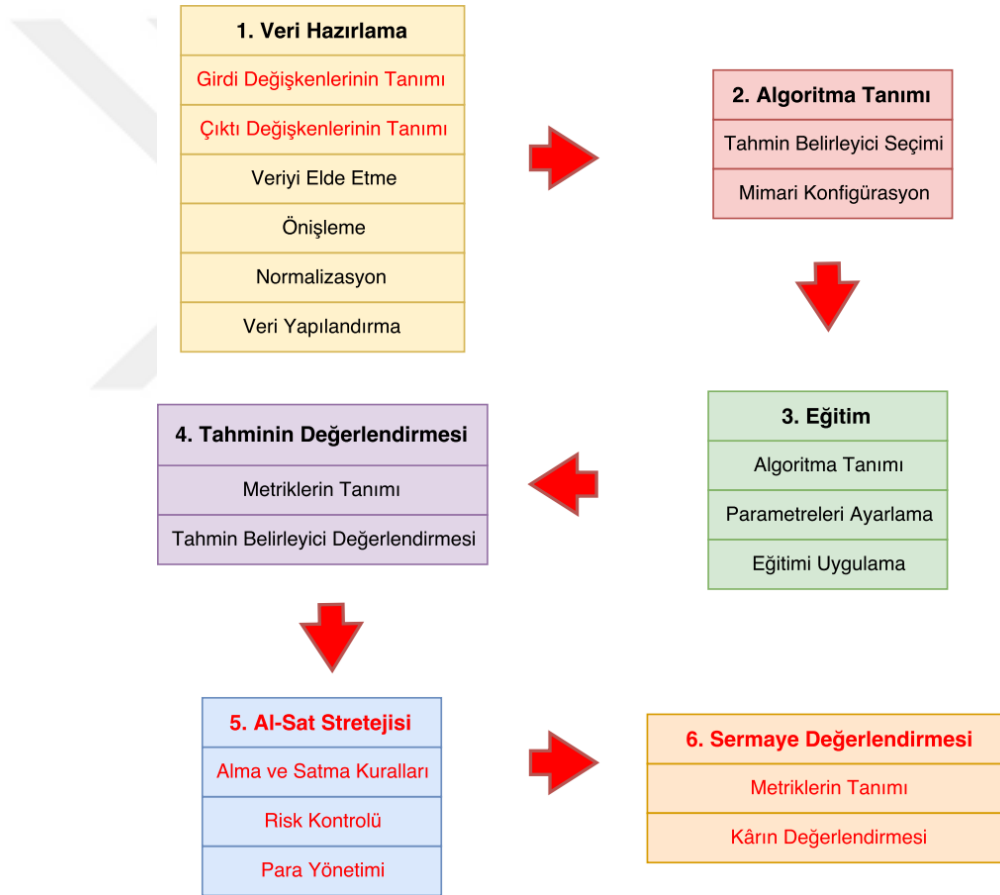 1. Veri Hazırlama
Girdi Değişkenlerinin Tanımı
Çıktı Değişkenlerinin Tanımı
Veriyi Elde Etme
Önişleme
Normalizasyon
Veri Yapılandırma
2. Algoritma Tanımı
Tahmin Belirleyici Seçimi
Mimari Konfigürasyon
3. Eğitim
Algoritma Tanımı
Parametreleri Ayarlama
Eğitimi Uygulama
4. Tahminin Değerlendirmesi
Metriklerin Tanımı
Tahmin Belirleyici Değerlendirmesi
5. Al-Sat Stretejisi
Alma ve Satma Kuralları
Risk Kontrolü
Para Yönetimi
6. Sermaye Değerlendirmesi
Metriklerin Tanımı
Kârın Değerlendirmesi